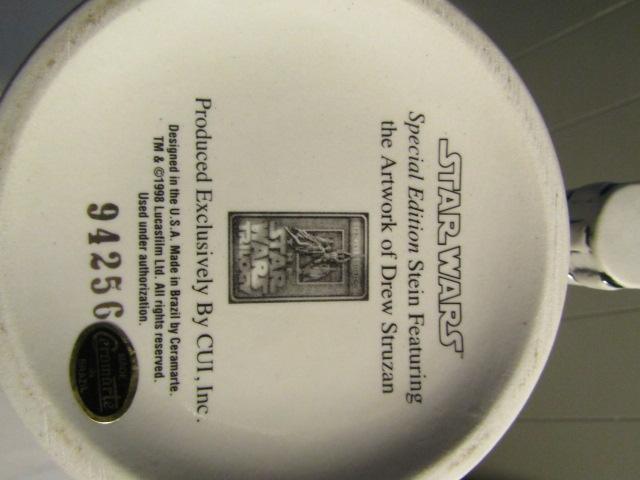 STAR WARS
Special Edition Stein Featuring
the Artwork of Drew Struzan
STAR
WARS
TRILOGY
Produced Exclusively By CUI, Inc.
Designed in the U.S.A. Made in Brazil by Ceramarte.
TM & ©1998 Lucasfilm Ltd. All rights reserved.
Used under authorization.
94256
Ceramarte